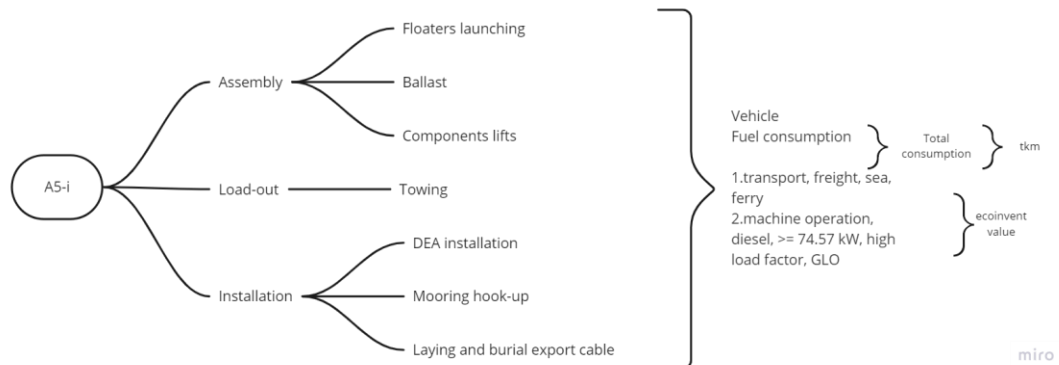 Floaters launching
Assembly
Ballast
Components lifts
A5-i
Load-out
Towing
DEA installation
Installation
Mooring hook-up
Laying and burial export cable
Vehicle
Fuel consumption
Total
consumption
tkm
1.transport, freight, sea,
ferry
2.machine operation,
diesel, >= 74.57 kW, high
load factor, GLO
ecoinvent
value
miro